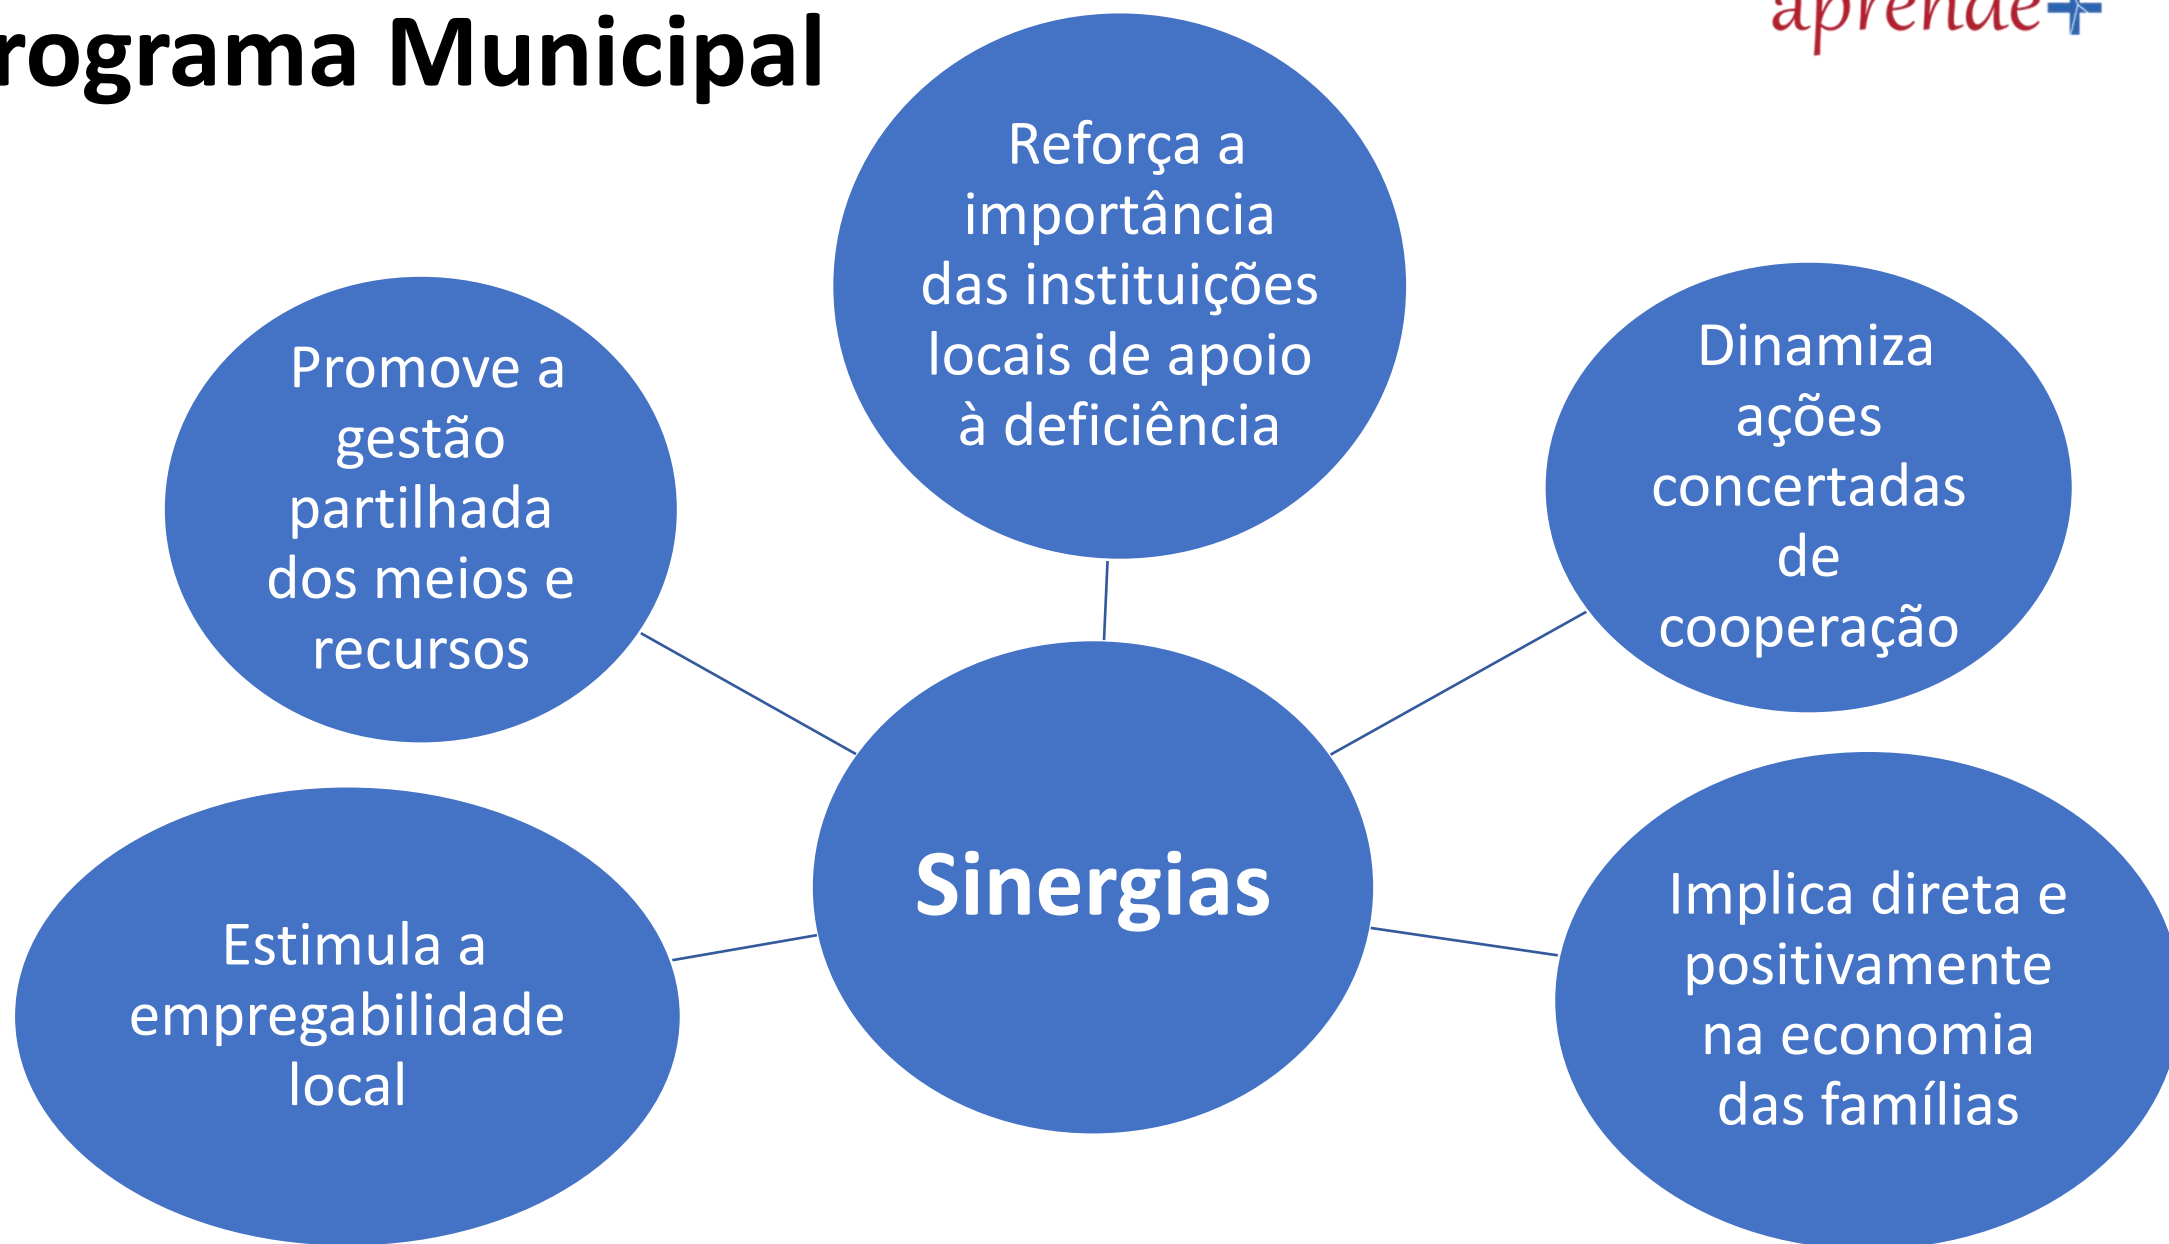 rograma Municipal
aprende+
Reforça a
importância
das instituições
locais de apoio
à deficiência
Promove a
gestão
partilhada
dos meios e
recursos
Dinamiza
ações
concertadas
de
cooperação
Sinergias
Estimula a
empregabilidade
local
Implica direta e
positivamente
na economia
das famílias